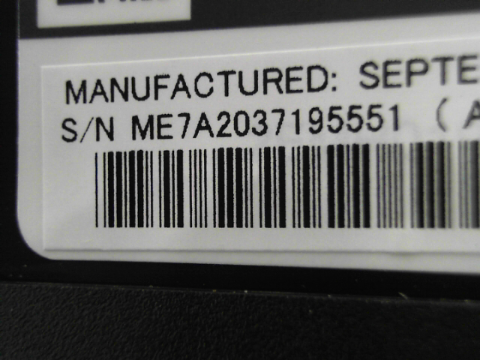 MANUFACTURED: SEPTE
S/N ME7A2037195551 ( A